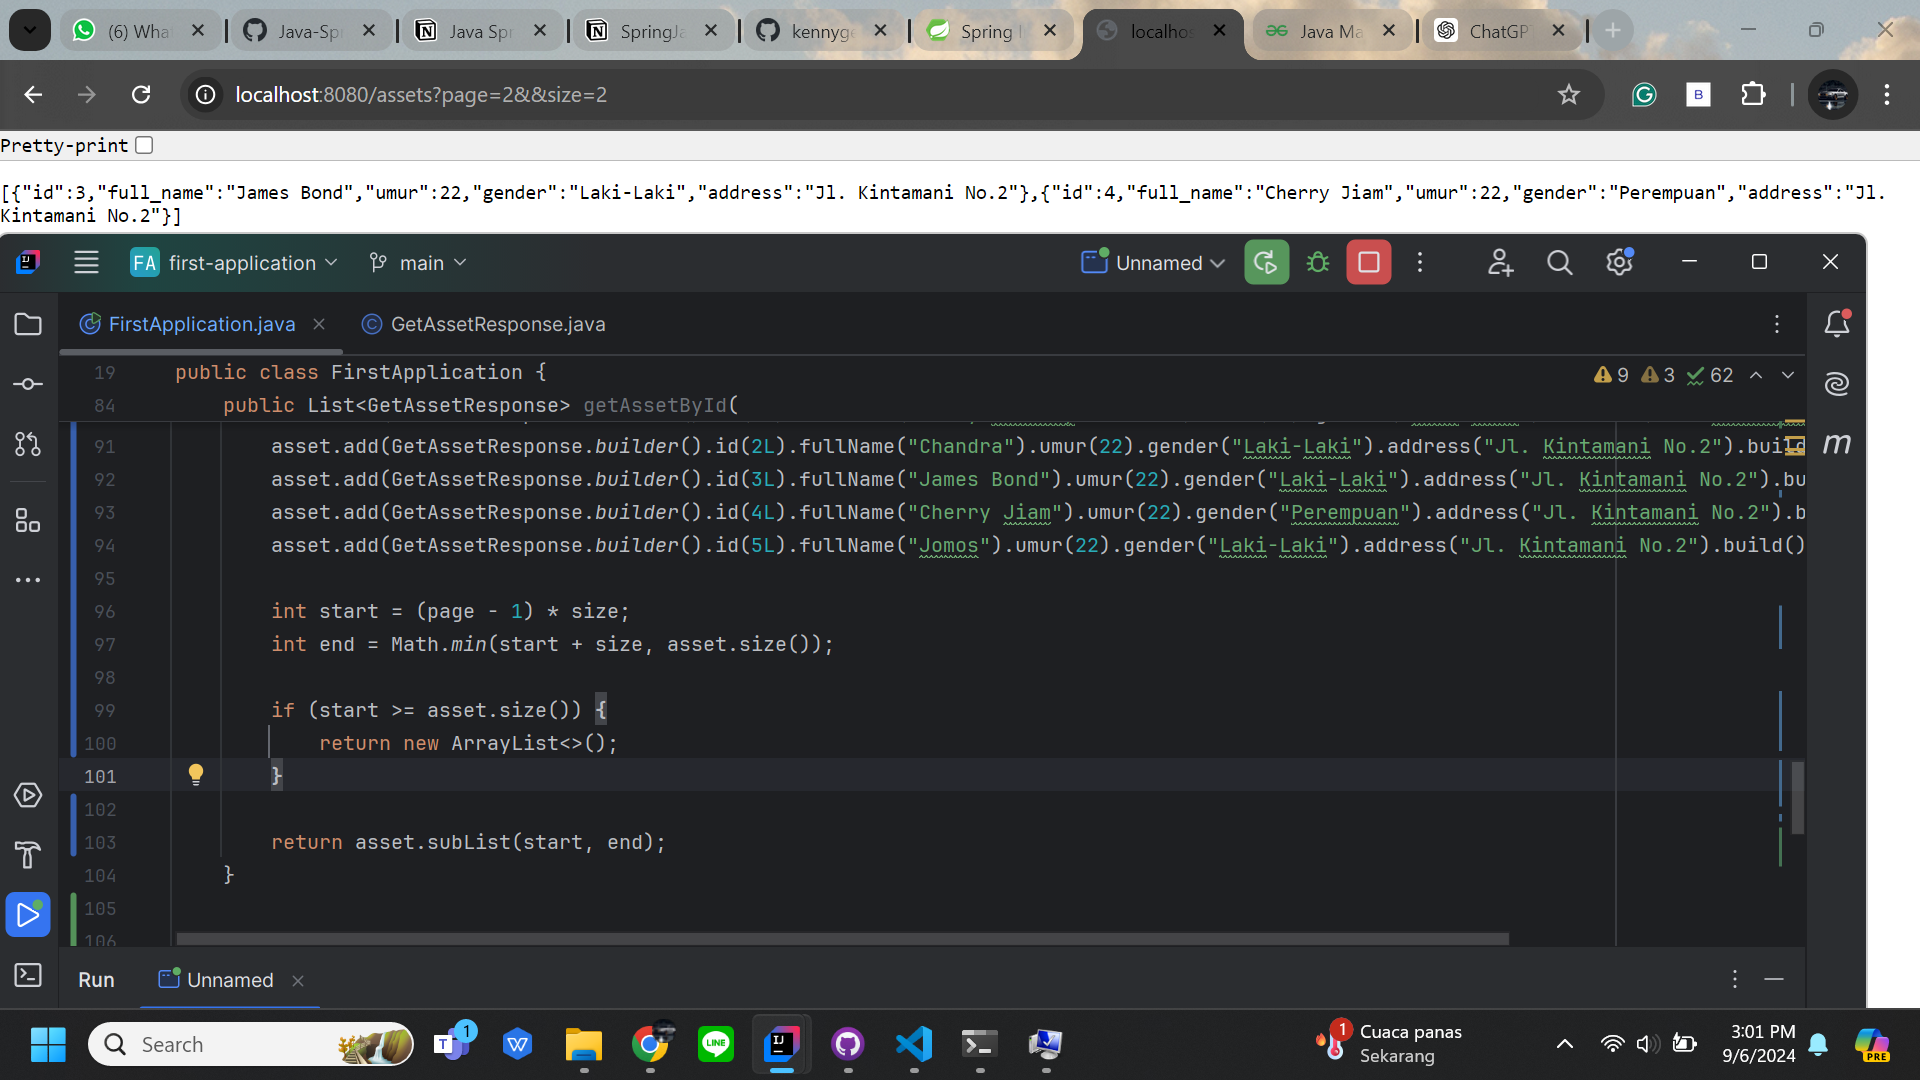 (6) Wha
Java-Sp
Java Sp
SpringJa
kennyge
Spring I
localhos
Java Ma
ChatGP
localhost:8080/assets?page=2&&size=2
B
Pretty-print
[{"id":3,"full_name":"James Bond","umur":22,"gender":"Laki-Laki","address":"Jl. Kintamani No.2"},{"id":4,"full_name":"Cherry Jiam","umur":22,"gender":"Perempuan","address":"Jl.
Kintamani No.2"}]
FA first-application main Unnamed
FirstApplication.java GetAssetResponse.java
19 public class FirstApplication { 9 3 62
84 public List<GetAssetResponse> getAssetById(
91 asset.add(GetAssetResponse.builder().id(2L).fullName("Chandra").umur(22).gender("Laki-Laki").address("Jl. Kintamani No.2").build
92 asset.add(GetAssetResponse.builder().id(3L).fullName("James Bond").umur(22).gender("Laki-Laki").address("Jl. Kintamani No.2").bu
93 asset.add(GetAssetResponse.builder().id(4L).fullName("Cherry Jiam").umur(22).gender("Perempuan").address("Jl. Kintamani No.2").b
94 asset.add(GetAssetResponse.builder().id(5L).fullName("Jomos").umur(22).gender("Laki-Laki").address("Jl. Kintamani No.2").build()
95
96 int start = (page - 1) * size;
97 int end = Math.min(start + size, asset.size());
98
99 if (start >= asset.size()) {
100 return new ArrayList<>();
101 }
102
103 return asset.subList(start, end);
104 }
105
106
Run Unnamed
Search
1
1
Cuaca panas
Sekarang
3:01 PM
9/6/2024
PRE